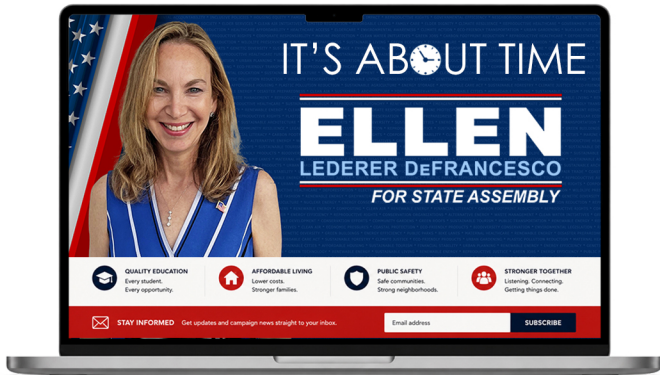 IT'S ABOUT TIME
ELLEN
LEDERER DeFRANCESCO
FOR STATE ASSEMBLY
QUALITY EDUCATION
Every student.
Every opportunity.
AFFORDABLE LIVING
Lower costs.
Stronger families.
PUBLIC SAFETY
Safe communities.
Strong neighborhoods.
STRONGER TOGETHER
Listening. Connecting.
Getting things done.
STAY INFORMED Get updates and campaign news straight to your inbox.
Email address
SUBSCRIBE